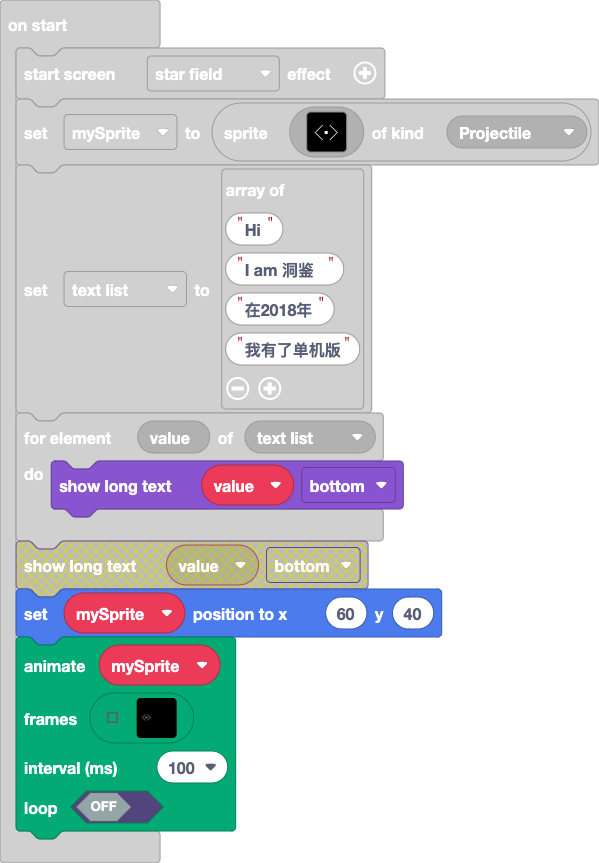 on start
start screen star field effect
set mySprite to sprite of kind Projectile
array of
"Hi "
"I am 洞鉴 "
set text list to
"在2018年 "
"我有了单机版"
for element value of text list
do
show long text value bottom
show long text value bottom
set mySprite position to x 60 y 40
animate mySprite
frames
interval (ms) 100
loop OFF